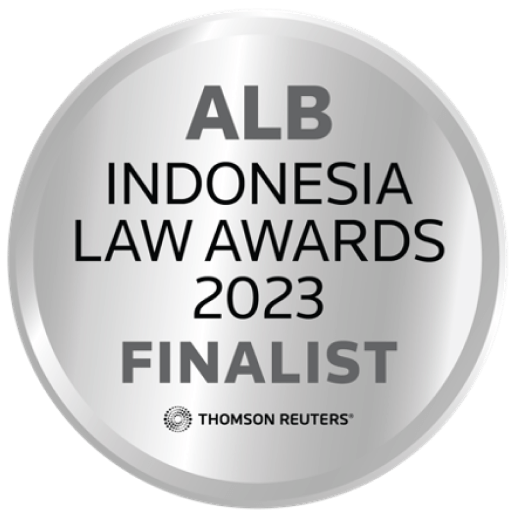 ALB
INDONESIA
LAW AWARDS
2023
FINALIST
THOMSON REUTERS®